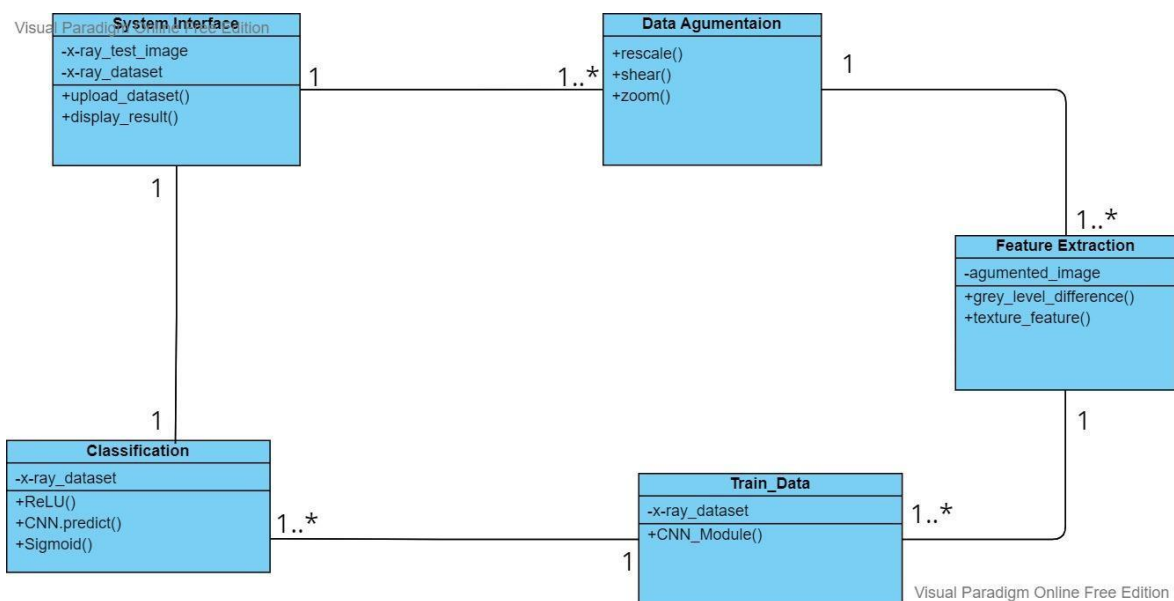 Visual Paradigm Online Free Edition
System Interface
-x-ray_test_image
-x-ray_dataset
+upload_dataset()
+display_result()
1
1..*
Data Agumentaion
+rescale()
+shear()
+zoom()
1
1..*
Feature Extraction
-agumented_image
+grey_level_difference()
+texture_feature()
1
1..*
Train_Data
-x-ray_dataset
+CNN_Module()
1
1..*
Classification
-x-ray_dataset
+ReLU()
+CNN.predict()
+Sigmoid()
1
1
Visual Paradigm Online Free Edition